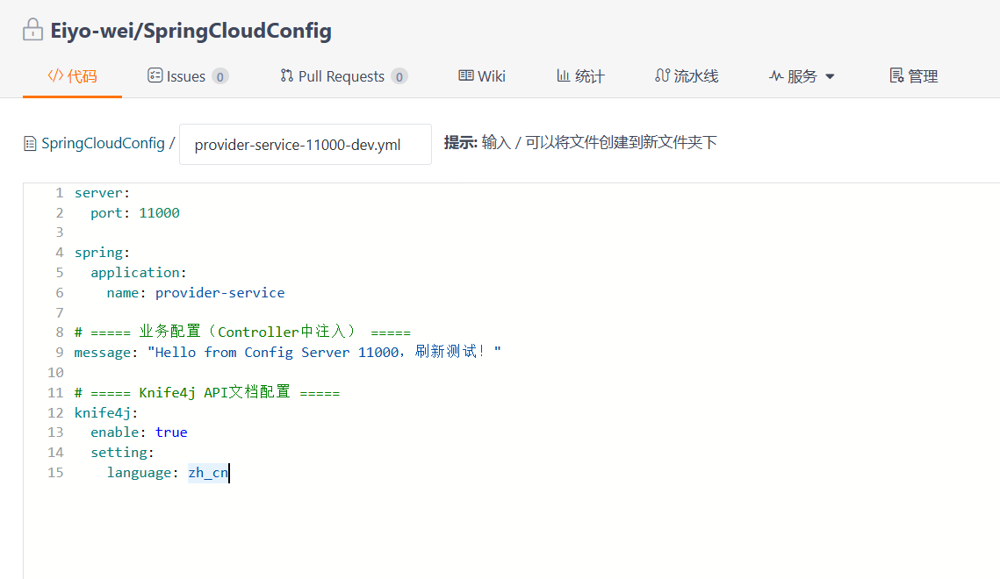 Eiyo-wei/SpringCloudConfig
代码 Issues 0 Pull Requests 0 Wiki 统计 流水线 服务 管理
SpringCloudConfig / provider-service-11000-dev.yml 提示: 输入 / 可以将文件创建到新文件夹下
1 server:
2   port: 11000
3
4 spring:
5   application:
6     name: provider-service
7
8 # ===== 业务配置（Controller中注入） =====
9 message: "Hello from Config Server 11000，刷新测试！"
10
11 # ===== Knife4j API文档配置 =====
12 knife4j:
13   enable: true
14   setting:
15     language: zh_cn